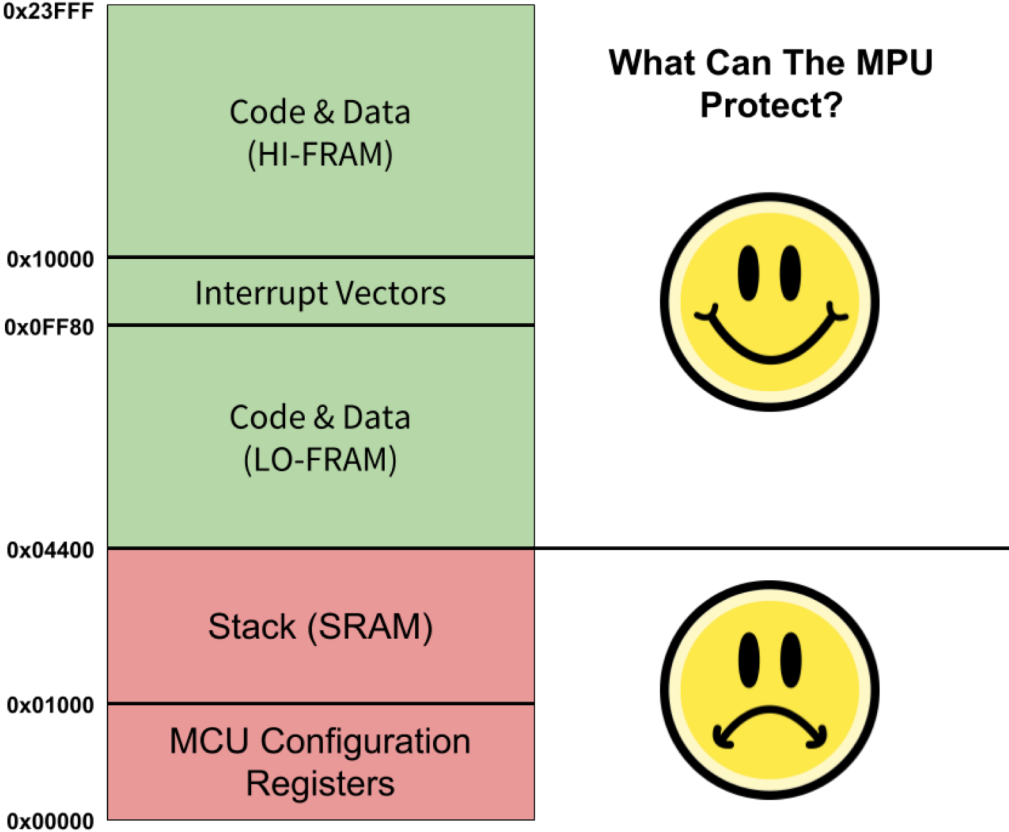 0x23FFF
What Can The MPU
Protect?
Code & Data
(HI-FRAM)
0x10000
Interrupt Vectors
0x0FF80
Code & Data
(LO-FRAM)
0x04400
Stack (SRAM)
0x01000
MCU Configuration
Registers
0x00000